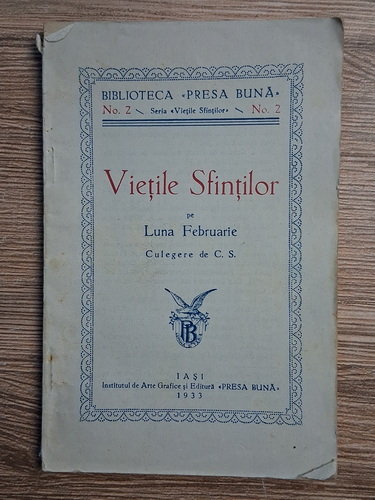 BIBLIOTECA «PRESA BUNĂ»
No. 2 Seria «Viețile Sfinților» No. 2
Viețile Sfinților
pe
Luna Februarie
Culegere de C. S.
PB
IAȘI
Institutul de Arte Grafice și Editură «PRESA BUNĂ»
1933